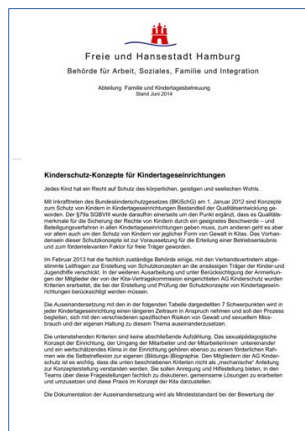 Freie und Hansestadt Hamburg
Behörde für Arbeit, Soziales, Familie und Integration
Abteilung: Familie und Kindertagesbetreuung
Stand Juni 2014
Kinderschutz-Konzepte für Kindertageseinrichtungen
Jedes Kind hat ein Recht auf Schutz des körperlichen, geistigen und seelischen Wohls.
Mit Inkrafttreten des Bundeskinderschutzgesetzes (BKiSchG) am 1. Januar 2012 sind Konzepte
zum Schutz von Kindern in Kindertageseinrichtungen Bestandteil der Qualitätsentwicklung ge-
worden. Der §79a SGBVIII wurde daraufhin einerseits um den Punkt ergänzt, dass es Qualitäts-
merkmale für die Sicherung der Rechte von Kindern durch ein geeignetes Beschwerde – und
Beteiligungsverfahren in allen Kindertageseinrichtungen geben muss, zum anderen geht es aber
vor allem auch um den Schutz von Kindern vor jeglicher Form von Gewalt in Kitas. Das Vorhan-
densein dieser Schutzkonzepte ist zur Voraussetzung für die Erteilung einer Betriebserlaubnis
und zum förderrelevanten Faktor für freie Träger geworden.
Im Februar 2013 hat die fachlich zuständige Behörde einige, mit den Verbandsvertretern abge-
stimmte Leitfragen zur Erstellung von Schutzkonzepten an die ansässigen Träger der Kinder- und
Jugendhilfe verschickt. In der weiteren Ausarbeitung und unter Berücksichtigung der Anmerkun-
gen der Mitglieder der von der Kita-Vertragskommission eingerichteten AG Kinderschutz wurden
Kriterien erarbeitet, die bei der Erstellung und Prüfung der Schutzkonzepte von Kindertagesein-
richtungen berücksichtigt werden müssen.
Die Auseinandersetzung mit den in der folgenden Tabelle dargestellten 7 Schwerpunkten wird in
jeder Kindertageseinrichtung einen längeren Zeitraum in Anspruch nehmen und soll den Prozess
begleiten, sich mit den verschiedenen spezifischen Risiken von Gewalt und sexuellem Miss-
brauch und der eigenen Haltung zu diesem Thema auseinanderzusetzen.
Die untenstehenden Kriterien sind keine abschließende Aufzählung. Das sexualpädagogische
Konzept der Einrichtung, der Umgang der Mitarbeiter und der Mitarbeiterinnen untereinander
und ein wertschätzendes Klima in der Einrichtung gehören ebenso zu einem förderlichen Rah-
men wie die Selbstreflexion zur eigenen (Bildungs-)Biographie. Den Mitgliedern der AG Kinder-
schutz ist es wichtig, dass die unten beschriebenen Kriterien nicht als „mechanische" Anleitung
zur Konzepterstellung verstanden werden. Sie sollen Anregung und Hilfestellung bieten, in den
Teams über diese Fragestellungen fachlich zu diskutieren, gemeinsame Lösungen zu erarbeiten
und umzusetzen und diese Praxis im Konzept der Kita darzustellen.
Die Dokumentation der Auseinandersetzung wird als Mindeststandard bei der Bewertung der